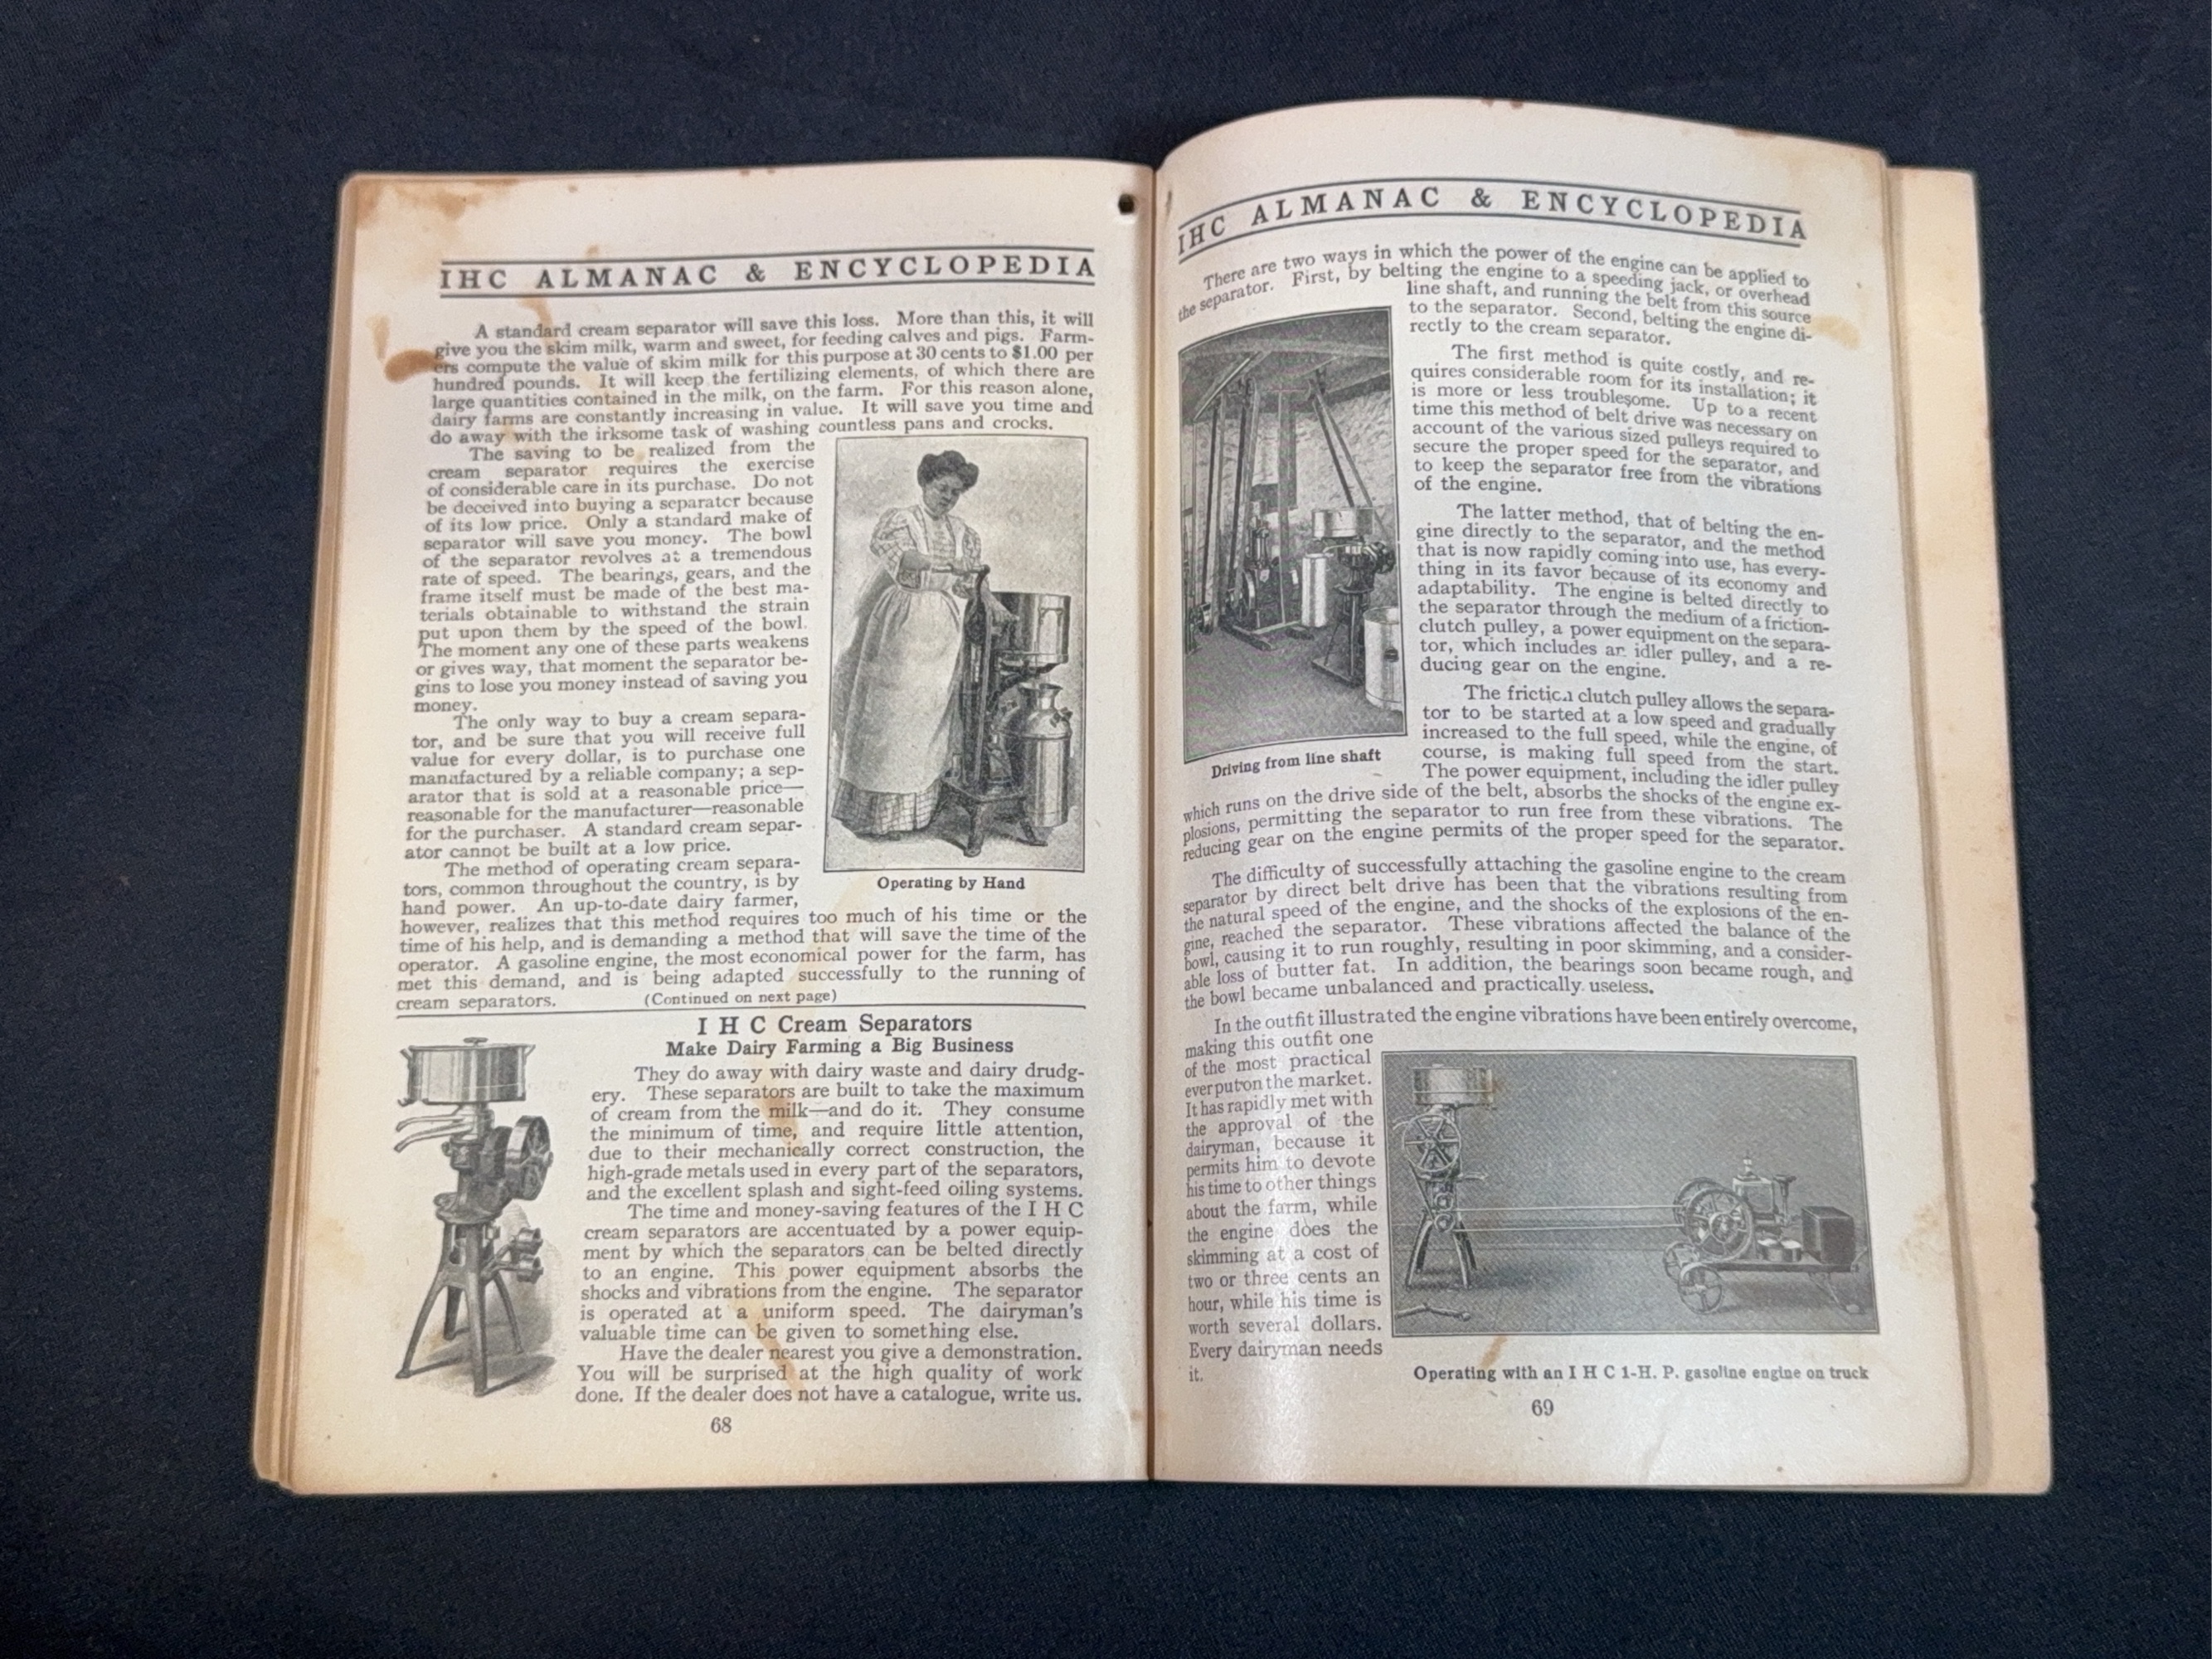 IHC ALMANAC & ENCYCLOPEDIA
A standard cream separator will save this loss. More than this, it will
give you the skim milk, warm and sweet, for feeding calves and pigs. Farm-
ers compute the value of skim milk for this purpose at 30 cents to $1.00 per
hundred pounds. It will keep the fertilizing elements, of which there are
large quantities contained in the milk, on the farm. For this reason alone,
dairy farms are constantly increasing in value. It will save you time and
do away with the irksome task of washing countless pans and crocks.
The saving to be realized from the
cream separator requires the exercise
of considerable care in its purchase. Do not
be deceived into buying a separator because
of its low price. Only a standard make of
separator will save you money. The bowl
of the separator revolves at a tremendous
rate of speed. The bearings, gears, and the
frame itself must be made of the best ma-
terials obtainable to withstand the strain
put upon them by the speed of the bowl.
The moment any one of these parts weakens
or gives way, that moment the separator be-
gins to lose you money instead of saving you
money.
The only way to buy a cream separa-
tor, and be sure that you will receive full
value for every dollar, is to purchase one
manufactured by a reliable company; a sep-
arator that is sold at a reasonable price—
reasonable for the manufacturer—reasonable
for the purchaser. A standard cream separ-
ator cannot be built at a low price.
The method of operating cream separa-
tors, common throughout the country, is by
hand power. An up-to-date dairy farmer,
however, realizes that this method requires too much of his time or the
time of his help, and is demanding a method that will save the time of the
operator. A gasoline engine, the most economical power for the farm, has
met this demand, and is being adapted successfully to the running of
cream separators. (Continued on next page)
Operating by Hand
I H C Cream Separators
Make Dairy Farming a Big Business
They do away with dairy waste and dairy drudg-
ery. These separators are built to take the maximum
of cream from the milk—and do it. They consume
the minimum of time, and require little attention,
due to their mechanically correct construction, the
high-grade metals used in every part of the separators,
and the excellent splash and sight-feed oiling systems.
The time and money-saving features of the I H C
cream separators are accentuated by a power equip-
ment by which the separators can be belted directly
to an engine. This power equipment absorbs the
shocks and vibrations from the engine. The separator
is operated at a uniform speed. The dairyman's
valuable time can be given to something else.
Have the dealer nearest you give a demonstration.
You will be surprised at the high quality of work
done. If the dealer does not have a catalogue, write us.
68
IHC ALMANAC & ENCYCLOPEDIA
There are two ways in which the power of the engine can be applied to
the separator. First, by belting the engine to a speeding jack, or overhead
line shaft, and running the belt from this source
to the separator. Second, belting the engine di-
rectly to the cream separator.
The first method is quite costly, and re-
quires considerable room for its installation; it
is more or less troublesome. Up to a recent
time this method of belt drive was necessary on
account of the various sized pulleys required to
secure the proper speed for the separator, and
to keep the separator free from the vibrations
of the engine.
The latter method, that of belting the en-
gine directly to the separator, and the method
that is now rapidly coming into use, has every-
thing in its favor because of its economy and
adaptability. The engine is belted directly to
the separator through the medium of a friction-
clutch pulley, a power equipment on the separa-
tor, which includes an idler pulley, and a re-
ducing gear on the engine.
The friction clutch pulley allows the separa-
tor to be started at a low speed and gradually
increased to the full speed, while the engine, of
course, is making full speed from the start.
The power equipment, including the idler pulley
which runs on the drive side of the belt, absorbs the shocks of the engine ex-
plosions, permitting the separator to run free from these vibrations. The
reducing gear on the engine permits of the proper speed for the separator.
Driving from line shaft
The difficulty of successfully attaching the gasoline engine to the cream
separator by direct belt drive has been that the vibrations resulting from
the natural speed of the engine, and the shocks of the explosions of the en-
gine, reached the separator. These vibrations affected the balance of the
bowl, causing it to run roughly, resulting in poor skimming, and a consider-
able loss of butter fat. In addition, the bearings soon became rough, and
the bowl became unbalanced and practically useless.
In the outfit illustrated the engine vibrations have been entirely overcome,
making this outfit one
of the most practical
ever put on the market.
It has rapidly met with
the approval of the
dairyman, because it
permits him to devote
his time to other things
about the farm, while
the engine does the
skimming at a cost of
two or three cents an
hour, while his time is
worth several dollars.
Every dairyman needs
it.
Operating with an I H C 1-H. P. gasoline engine on truck
69